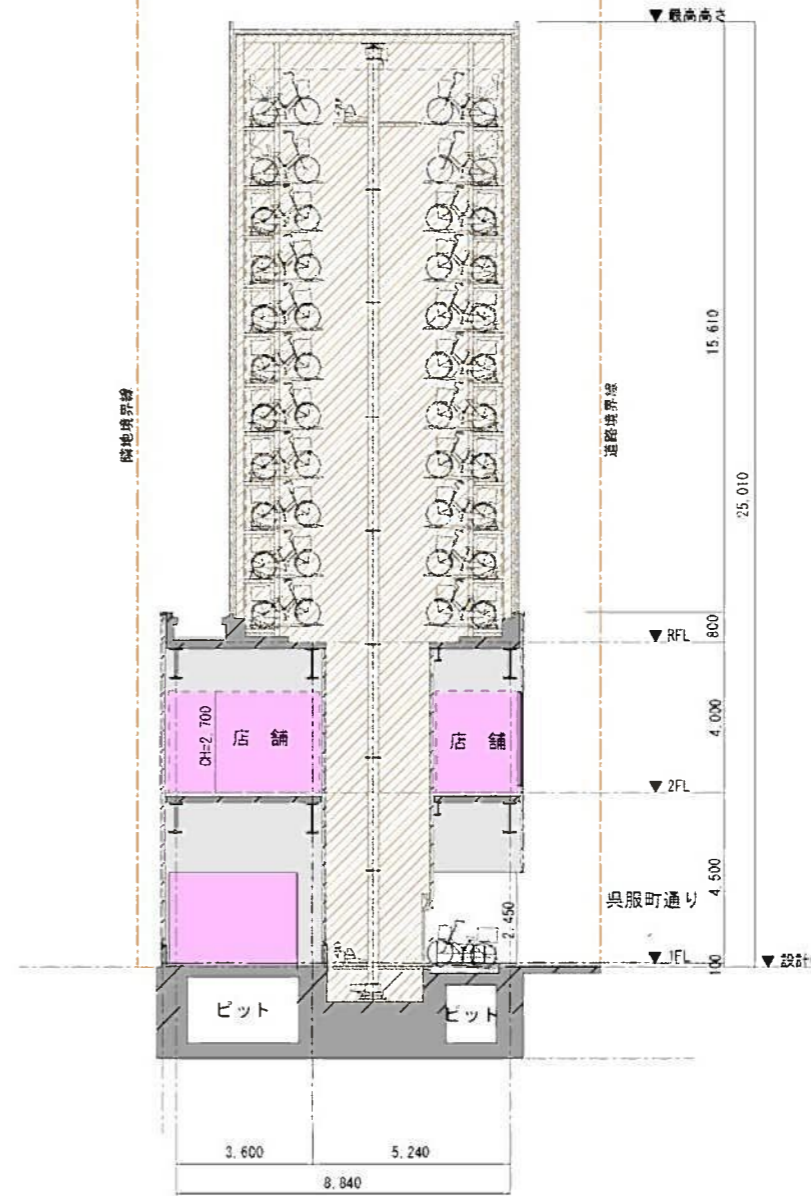 ▼ 最高高さ
15.610
隣地境界線
道路境界線
25,010
800
▼ RFL
CH=2,700
店 舗
店 舗
4,000
▼ 2FL
4,500
呉服町通り
2,450
▼ 1FL
100
▼ 設計
ピット
ピット
3,600
5,240
8,840